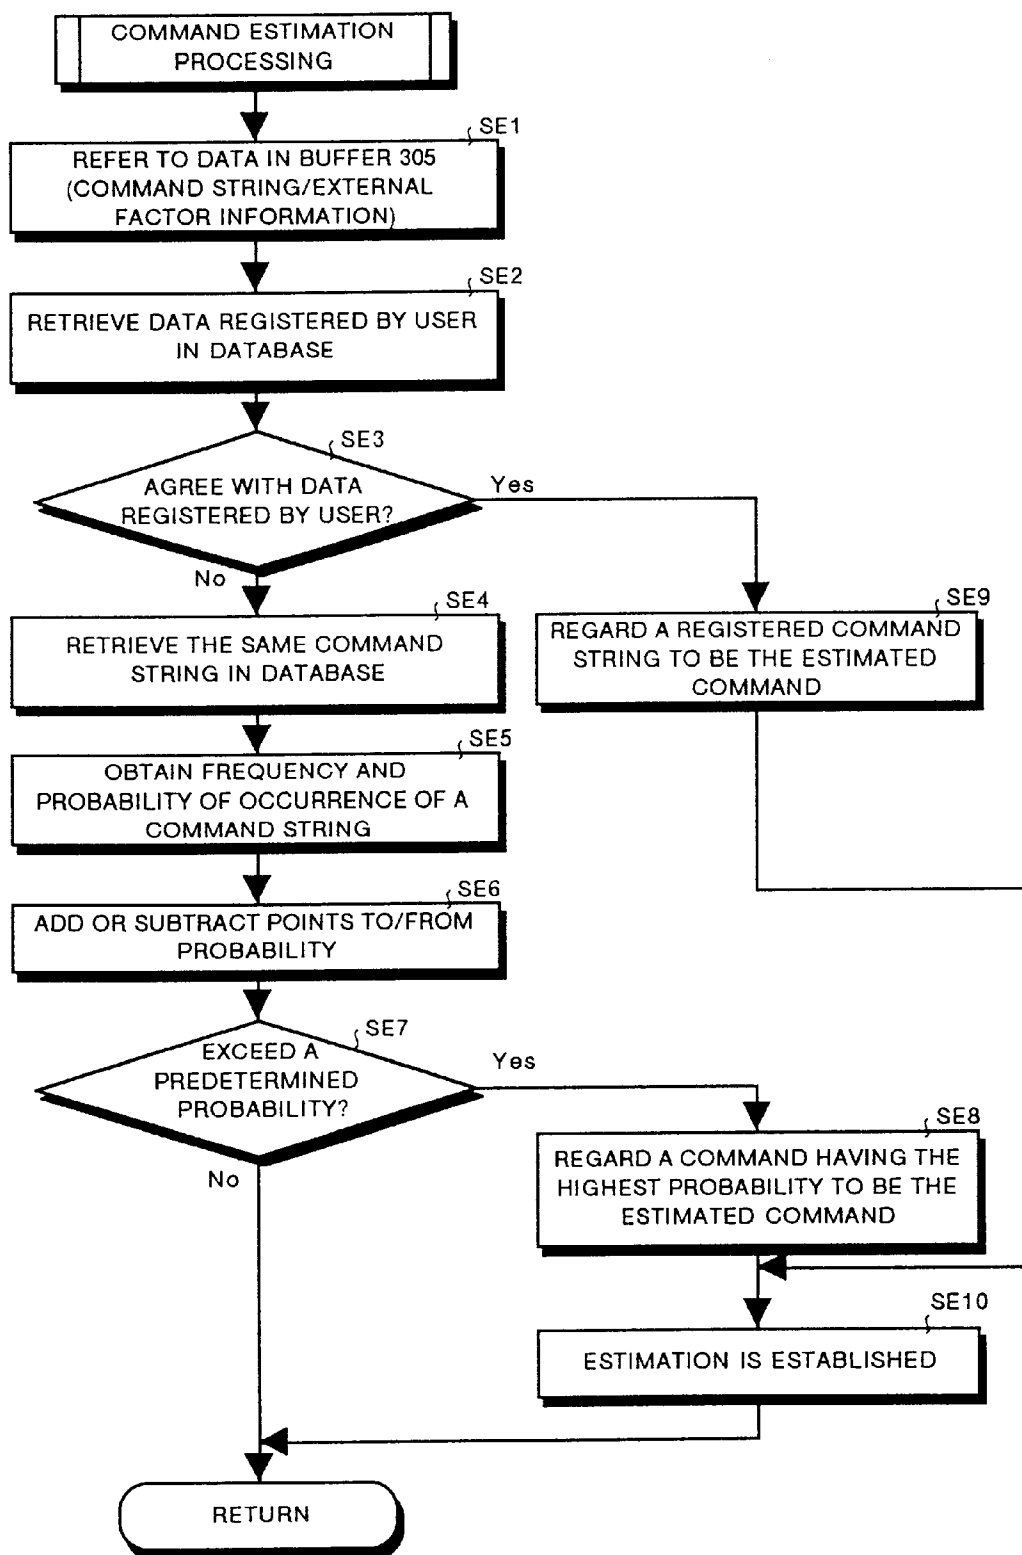 COMMAND ESTIMATION
PROCESSING
SE1
REFER TO DATA IN BUFFER 305
(COMMAND STRING/EXTERNAL
FACTOR INFORMATION)
SE2
RETRIEVE DATA REGISTERED BY USER
IN DATABASE
SE3
AGREE WITH DATA
REGISTERED BY USER?
Yes
No
SE4
RETRIEVE THE SAME COMMAND
STRING IN DATABASE
SE9
REGARD A REGISTERED COMMAND
STRING TO BE THE ESTIMATED
COMMAND
SE5
OBTAIN FREQUENCY AND
PROBABILITY OF OCCURRENCE OF A
COMMAND STRING
SE6
ADD OR SUBTRACT POINTS TO/FROM
PROBABILITY
SE7
EXCEED A
PREDETERMINED
PROBABILITY?
Yes
No
SE8
REGARD A COMMAND HAVING THE
HIGHEST PROBABILITY TO BE THE
ESTIMATED COMMAND
SE10
ESTIMATION IS ESTABLISHED
RETURN